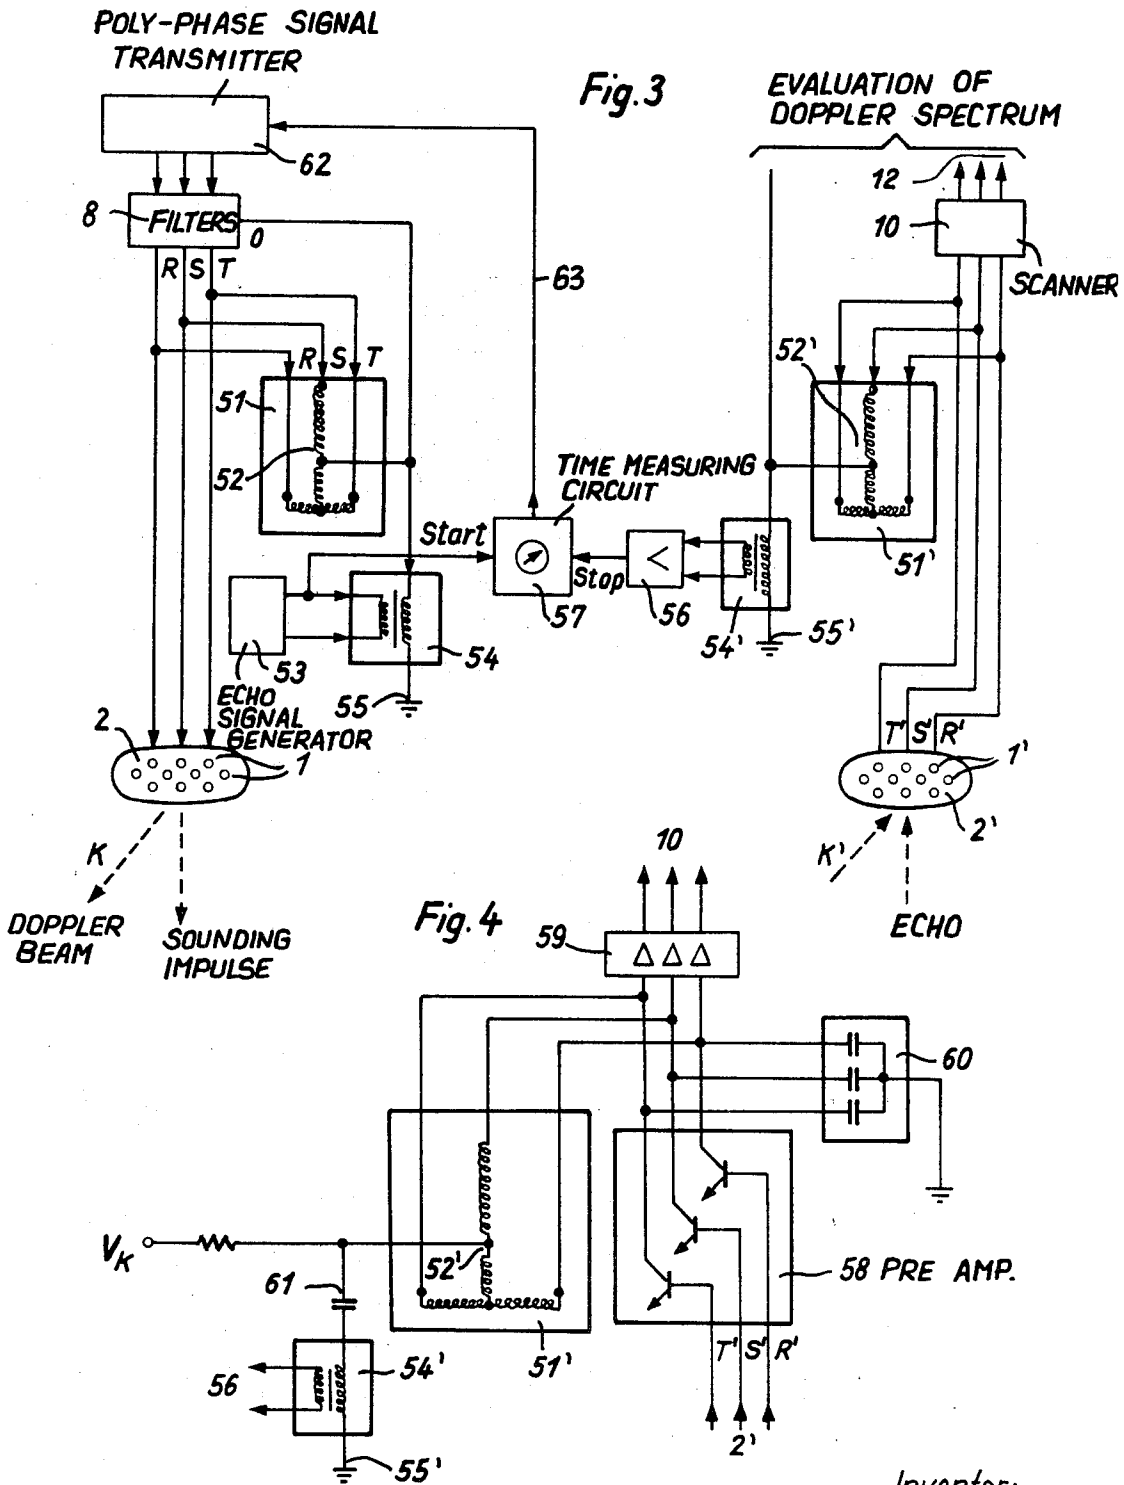 POLY-PHASE SIGNAL
TRANSMITTER
Fig.3
EVALUATION OF
DOPPLER SPECTRUM
62
12
8
FILTERS
O
10
R S T
63
SCANNER
R S T
52'
51
52
TIME MEASURING
CIRCUIT
Start
51'
Stop
57
56
54'
55'
53
54
ECHO
SIGNAL
GENERATOR
55
2
1
T' S' R'
1'
2'
K
K'
10
DOPPLER
BEAM
SOUNDING
IMPULSE
ECHO
Fig.4
59
60
VK
52'
61
58 PRE AMP.
51'
54'
56
T' S' R'
2'
55'
Inventor: